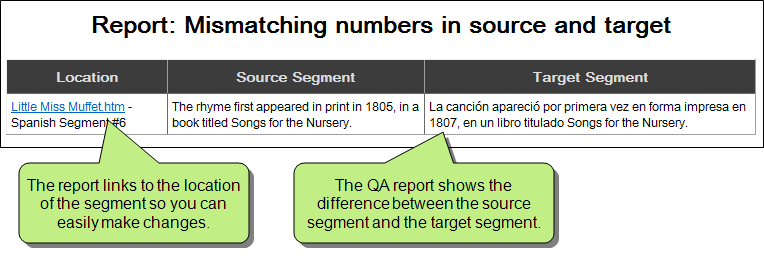 Report: Mismatching numbers in source and target
Location
Source Segment
Target Segment
Little Miss Muffet.htm -
Spanish Segment #6
The rhyme first appeared in print in 1805, in a
book titled Songs for the Nursery.
La canción apareció por primera vez en forma impresa en
1807, en un libro titulado Songs for the Nursery.
The report links to the location
of the segment so you can
easily make changes.
The QA report shows the
difference between the source
segment and the target segment.